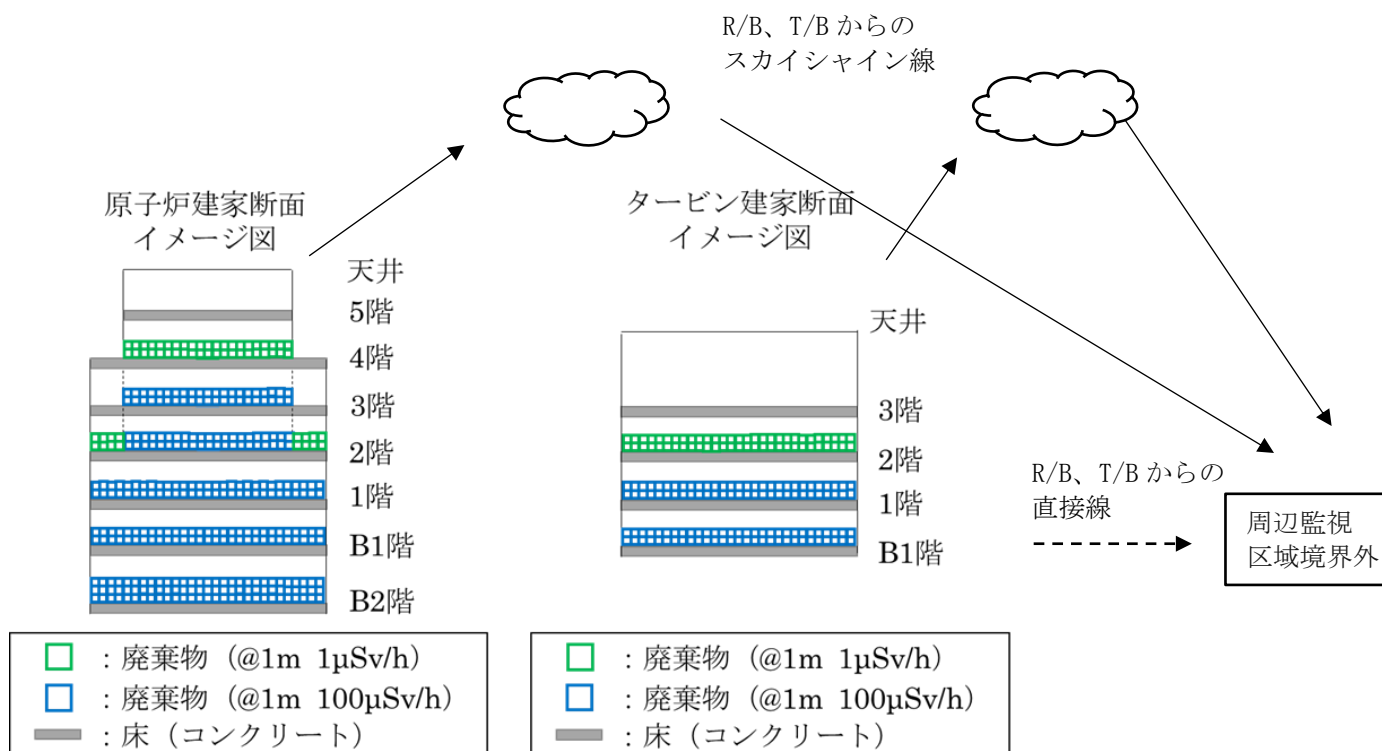 R/B、T/B からの
スカイシャイン線
原子炉建家断面
イメージ図
天井
5階
4階
3階
2階
1階
B1階
B2階
タービン建家断面
イメージ図
天井
3階
2階
1階
B1階
R/B、T/B からの
直接線
周辺監視
区域境界外
：廃棄物（@1m 1μSv/h）
：廃棄物（@1m 100μSv/h）
：床（コンクリート）
：廃棄物（@1m 1μSv/h）
：廃棄物（@1m 100μSv/h）
：床（コンクリート）